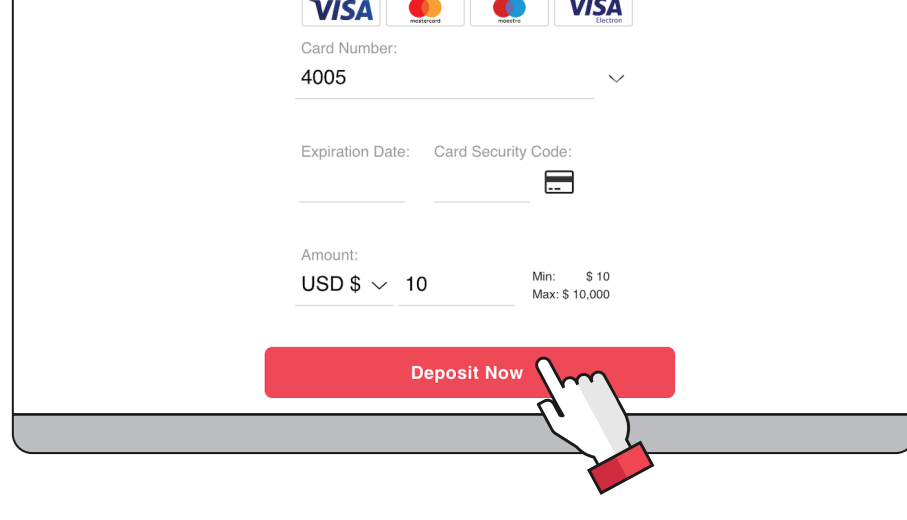 VISA mastercard maestro VISA Electron
Card Number:
4005
Expiration Date: Card Security Code:
Amount:
USD $ 10
Min: $ 10
Max: $ 10,000
Deposit Now